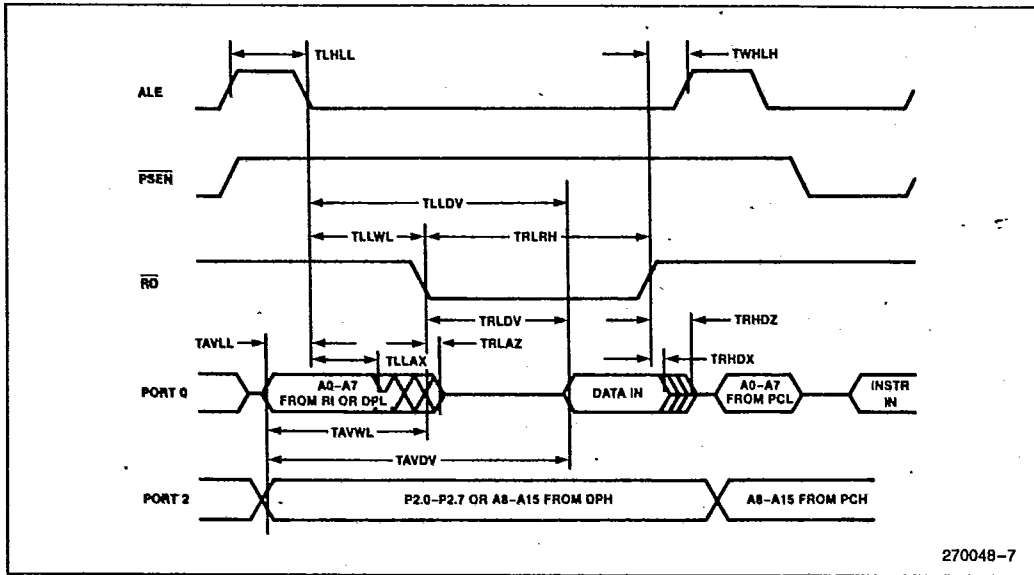 TLHLL
TWHLH
ALE
PSEN
TLLDV
TLLWL
TRLRH
RD
TRLDV
TRHDZ
TAVLL
TRLAZ
TLLAX
TRHDX
PORT 0
A0–A7
FROM RI OR DPL
DATA IN
A0–A7
FROM PCL
INSTR
IN
TAVWL
TAVDV
PORT 2
P2.0–P2.7 OR A8–A15 FROM DPH
A8–A15 FROM PCH
270048–7